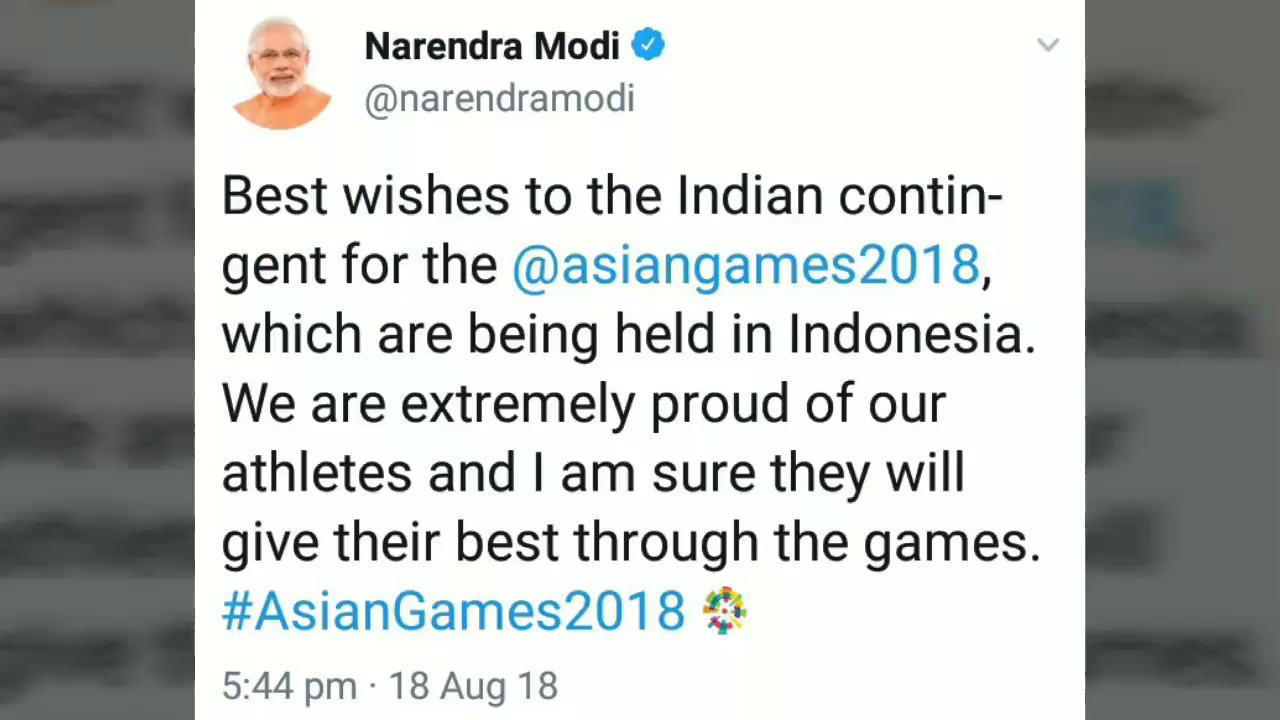 Narendra Modi
@narendramodi
Best wishes to the Indian contin-
gent for the @asiangames2018,
which are being held in Indonesia.
We are extremely proud of our
athletes and I am sure they will
give their best through the games.
#AsianGames2018
5:44 pm · 18 Aug 18